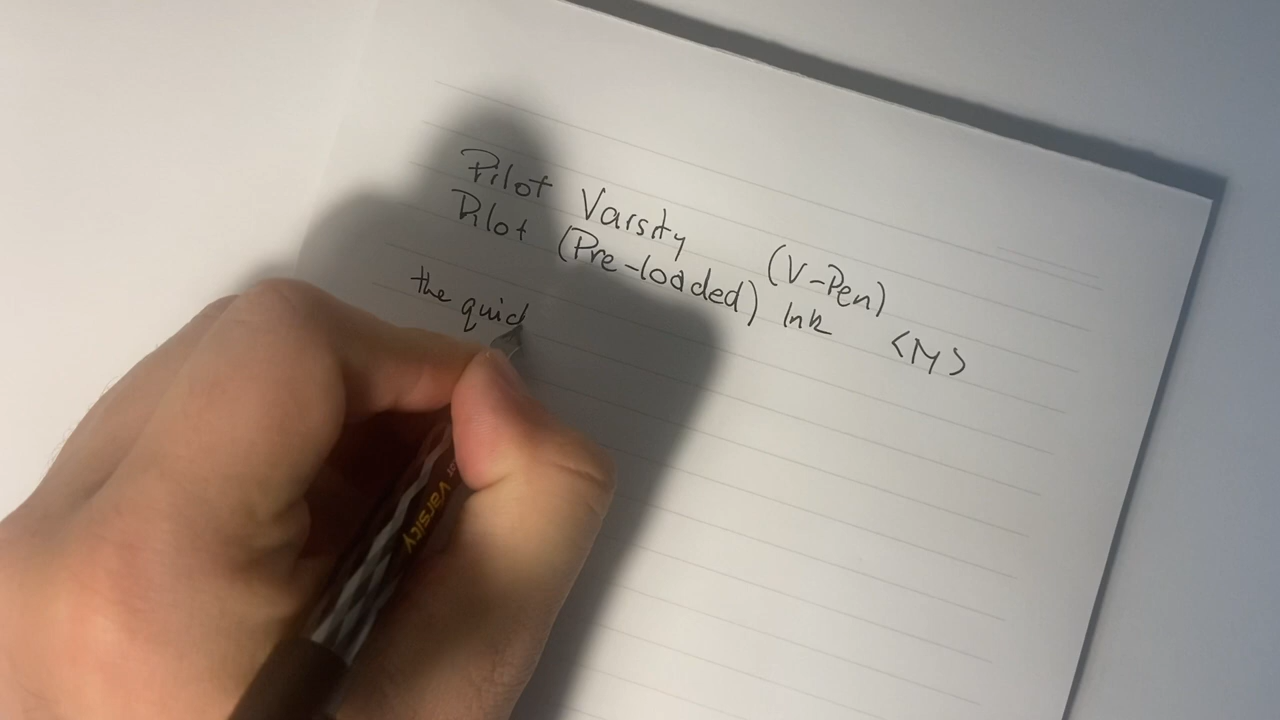 Pilot Varsity (V-Pen)
Pilot (Pre-loaded) Ink <M>
the quic
Varsity